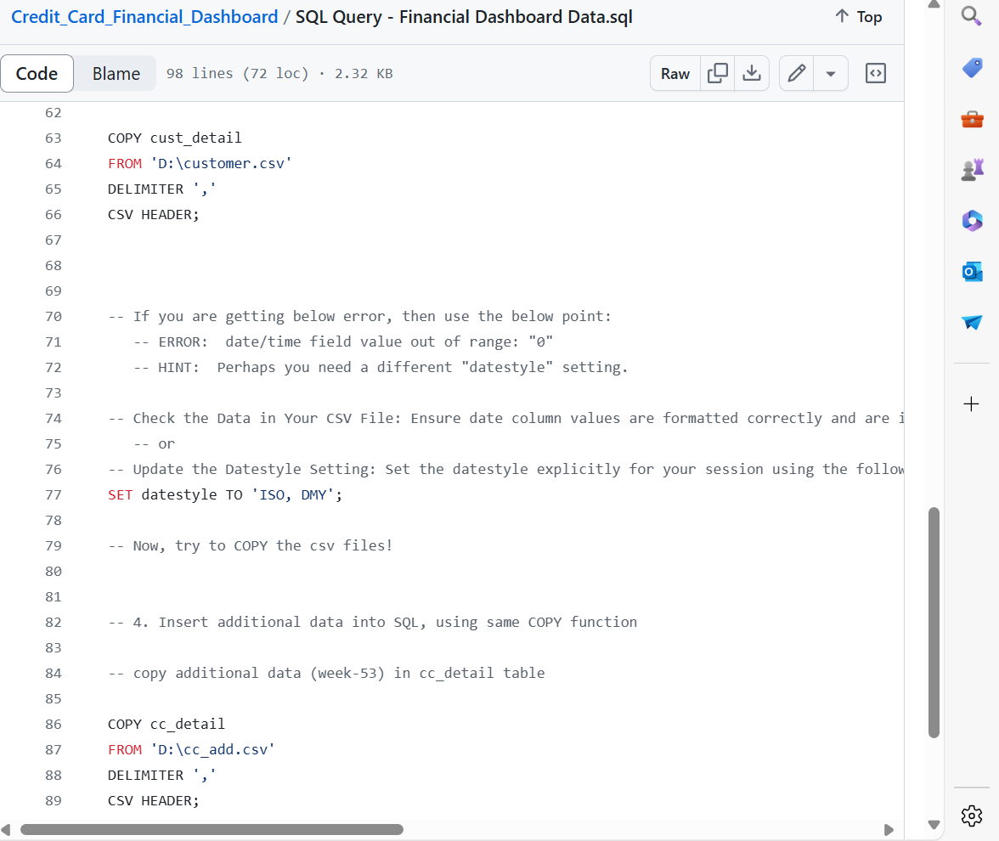 Credit_Card_Financial_Dashboard / SQL Query - Financial Dashboard Data.sql
Top
Code
Blame
98 lines (72 loc) · 2.32 KB
Raw
62
63 COPY cust_detail
64 FROM 'D:\customer.csv'
65 DELIMITER ','
66 CSV HEADER;
67
68
69
70 -- If you are getting below error, then use the below point:
71 -- ERROR:  date/time field value out of range: "0"
72 -- HINT:  Perhaps you need a different "datestyle" setting.
73
74 -- Check the Data in Your CSV File: Ensure date column values are formatted correctly and are i
75 -- or
76 -- Update the Datestyle Setting: Set the datestyle explicitly for your session using the follow
77 SET datestyle TO 'ISO, DMY';
78
79 -- Now, try to COPY the csv files!
80
81
82 -- 4. Insert additional data into SQL, using same COPY function
83
84 -- copy additional data (week-53) in cc_detail table
85
86 COPY cc_detail
87 FROM 'D:\cc_add.csv'
88 DELIMITER ','
89 CSV HEADER;